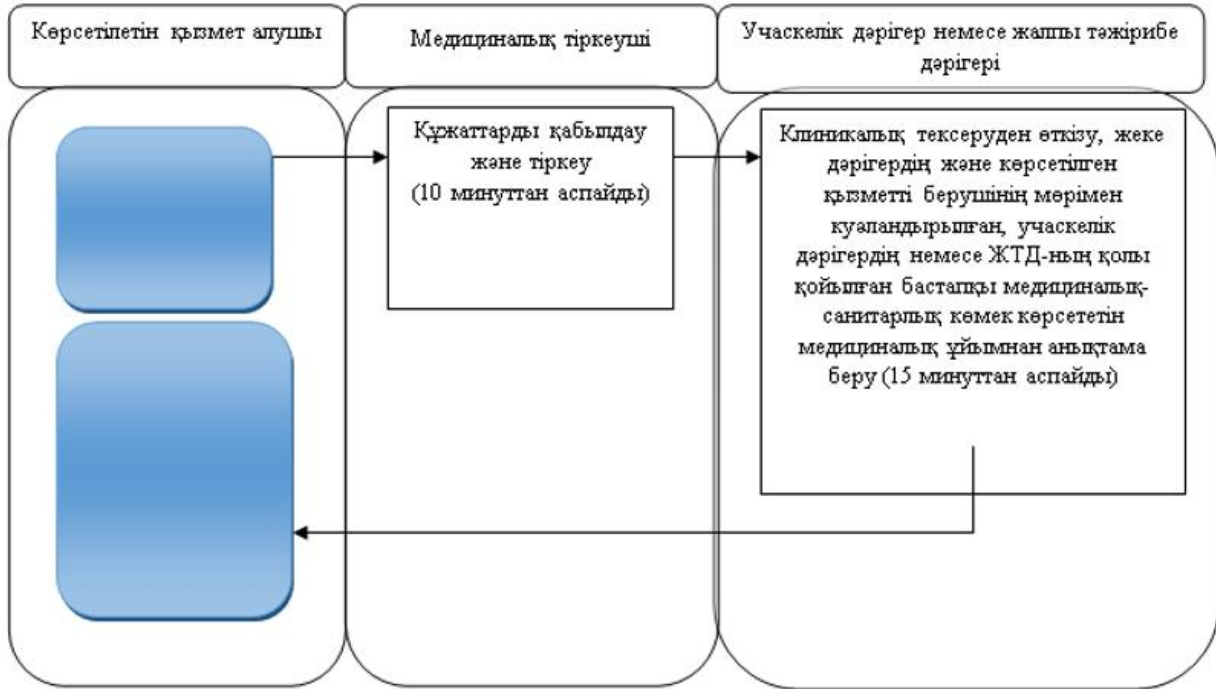 Көрсетілетін қызмет алушы
Медициналық тіркеуші
Учаскелік дәрігер немесе жалпы тәжірибе
дәрігері
Құжаттарды қабылдау
және тіркеу
(10 минуттан аспайды)
Клиникалық тексеруден өткізу, жеке
дәрігердің және көрсетілген
қызметті берушінің мөрімен
куәландырылған, учаскелік
дәрігердің немесе ЖТД-ның қолы
қойылған бастапқы медициналық-
санитарлық көмек көрсететін
медициналық ұйымнан анықтама
беру (15 минуттан аспайды)